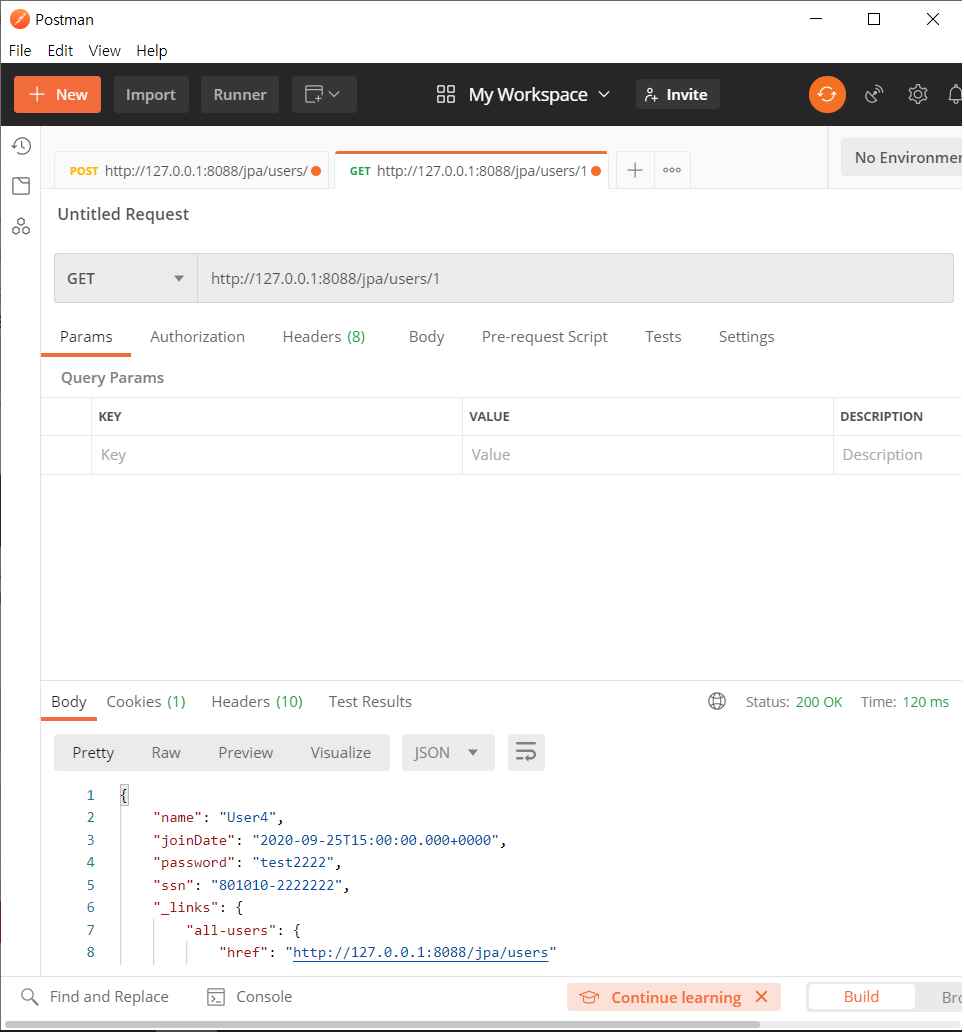 Postman
File Edit View Help
New Import Runner My Workspace Invite
POST http://127.0.0.1:8088/jpa/users/ GET http://127.0.0.1:8088/jpa/users/1 No Environmen
Untitled Request
GET http://127.0.0.1:8088/jpa/users/1
Params Authorization Headers (8) Body Pre-request Script Tests Settings
Query Params
KEY VALUE DESCRIPTION
Key Value Description
Body Cookies (1) Headers (10) Test Results Status: 200 OK Time: 120 ms
Pretty Raw Preview Visualize JSON
1 {
2 "name": "User4",
3 "joinDate": "2020-09-25T15:00:00.000+0000",
4 "password": "test2222",
5 "ssn": "801010-2222222",
6 "_links": {
7 "all-users": {
8 "href": "http://127.0.0.1:8088/jpa/users"
Find and Replace Console Continue learning Build Bro